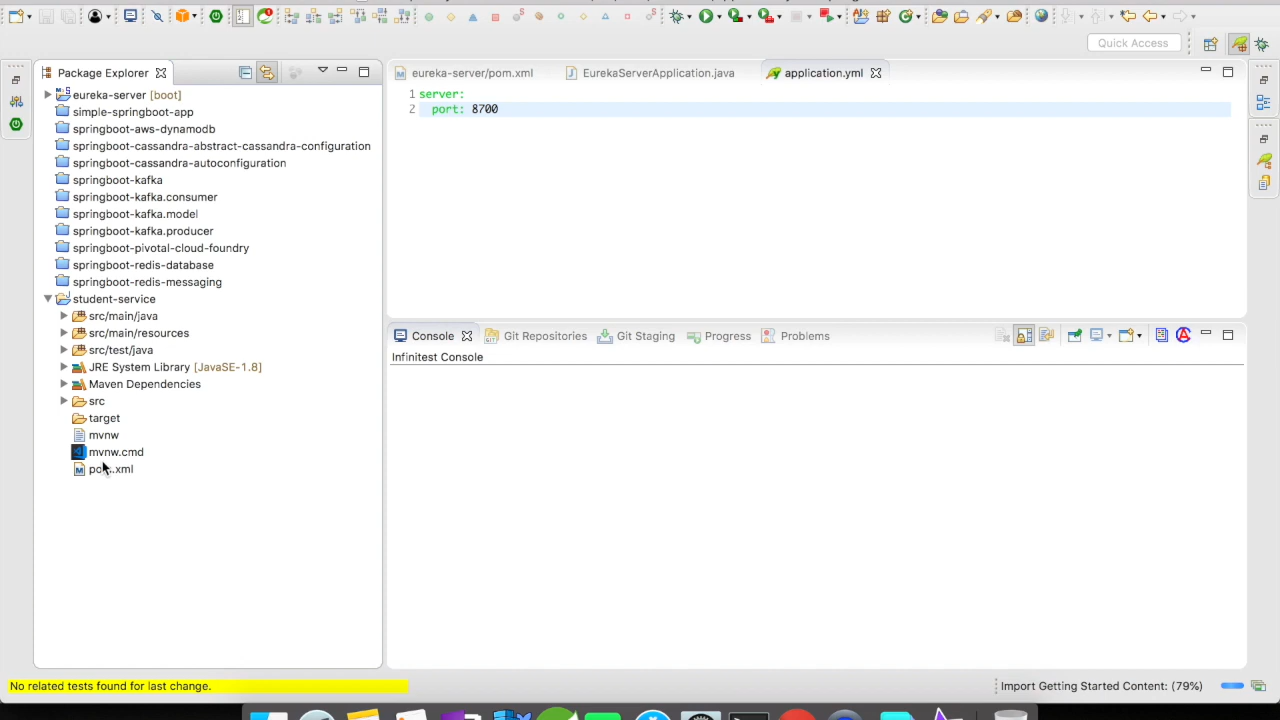 Quick Access
Package Explorer
eureka-server [boot]
simple-springboot-app
springboot-aws-dynamodb
springboot-cassandra-abstract-cassandra-configuration
springboot-cassandra-autoconfiguration
springboot-kafka
springboot-kafka.consumer
springboot-kafka.model
springboot-kafka.producer
springboot-pivotal-cloud-foundry
springboot-redis-database
springboot-redis-messaging
student-service
src/main/java
src/main/resources
src/test/java
JRE System Library [JavaSE-1.8]
Maven Dependencies
src
target
mvnw
mvnw.cmd
pom.xml
eureka-server/pom.xml EurekaServerApplication.java application.yml
1 server:
2 port: 8700
Console Git Repositories Git Staging Progress Problems
Infinitest Console
No related tests found for last change.
Import Getting Started Content: (79%)